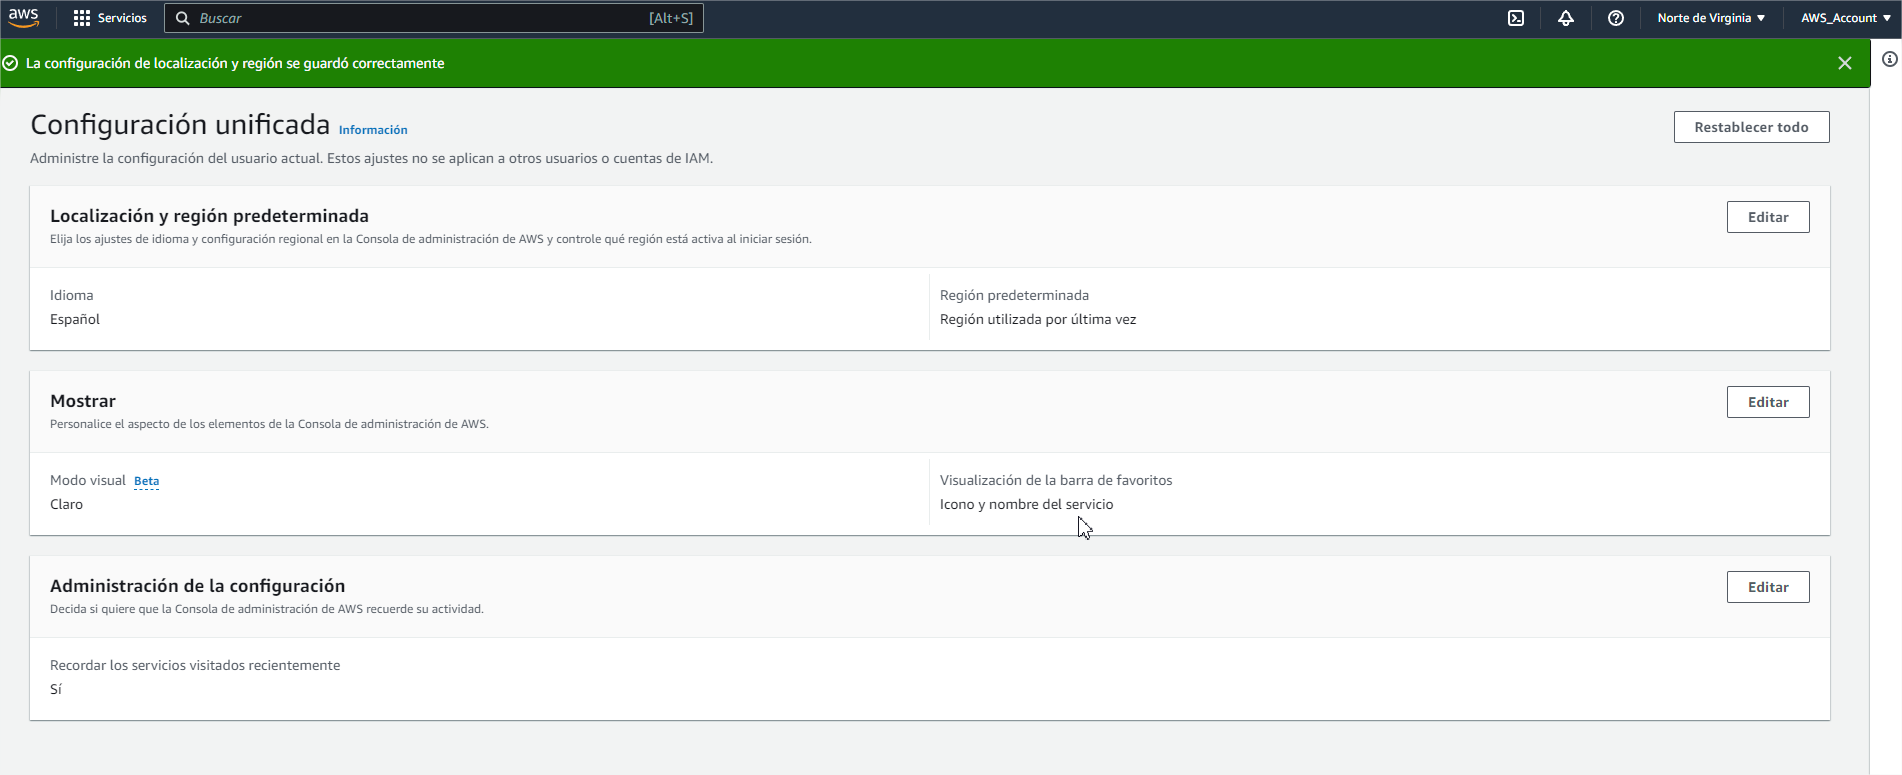 aws Servicios Buscar [Alt+S] Norte de Virginia AWS_Account
La configuración de localización y región se guardó correctamente
Configuración unificada Información
Restablecer todo
Administre la configuración del usuario actual. Estos ajustes no se aplican a otros usuarios o cuentas de IAM.
Localización y región predeterminada
Editar
Elija los ajustes de idioma y configuración regional en la Consola de administración de AWS y controle qué región está activa al iniciar sesión.
Idioma
Español
Región predeterminada
Región utilizada por última vez
Mostrar
Editar
Personalice el aspecto de los elementos de la Consola de administración de AWS.
Modo visual Beta
Claro
Visualización de la barra de favoritos
Icono y nombre del servicio
Administración de la configuración
Editar
Decida si quiere que la Consola de administración de AWS recuerde su actividad.
Recordar los servicios visitados recientemente
Sí